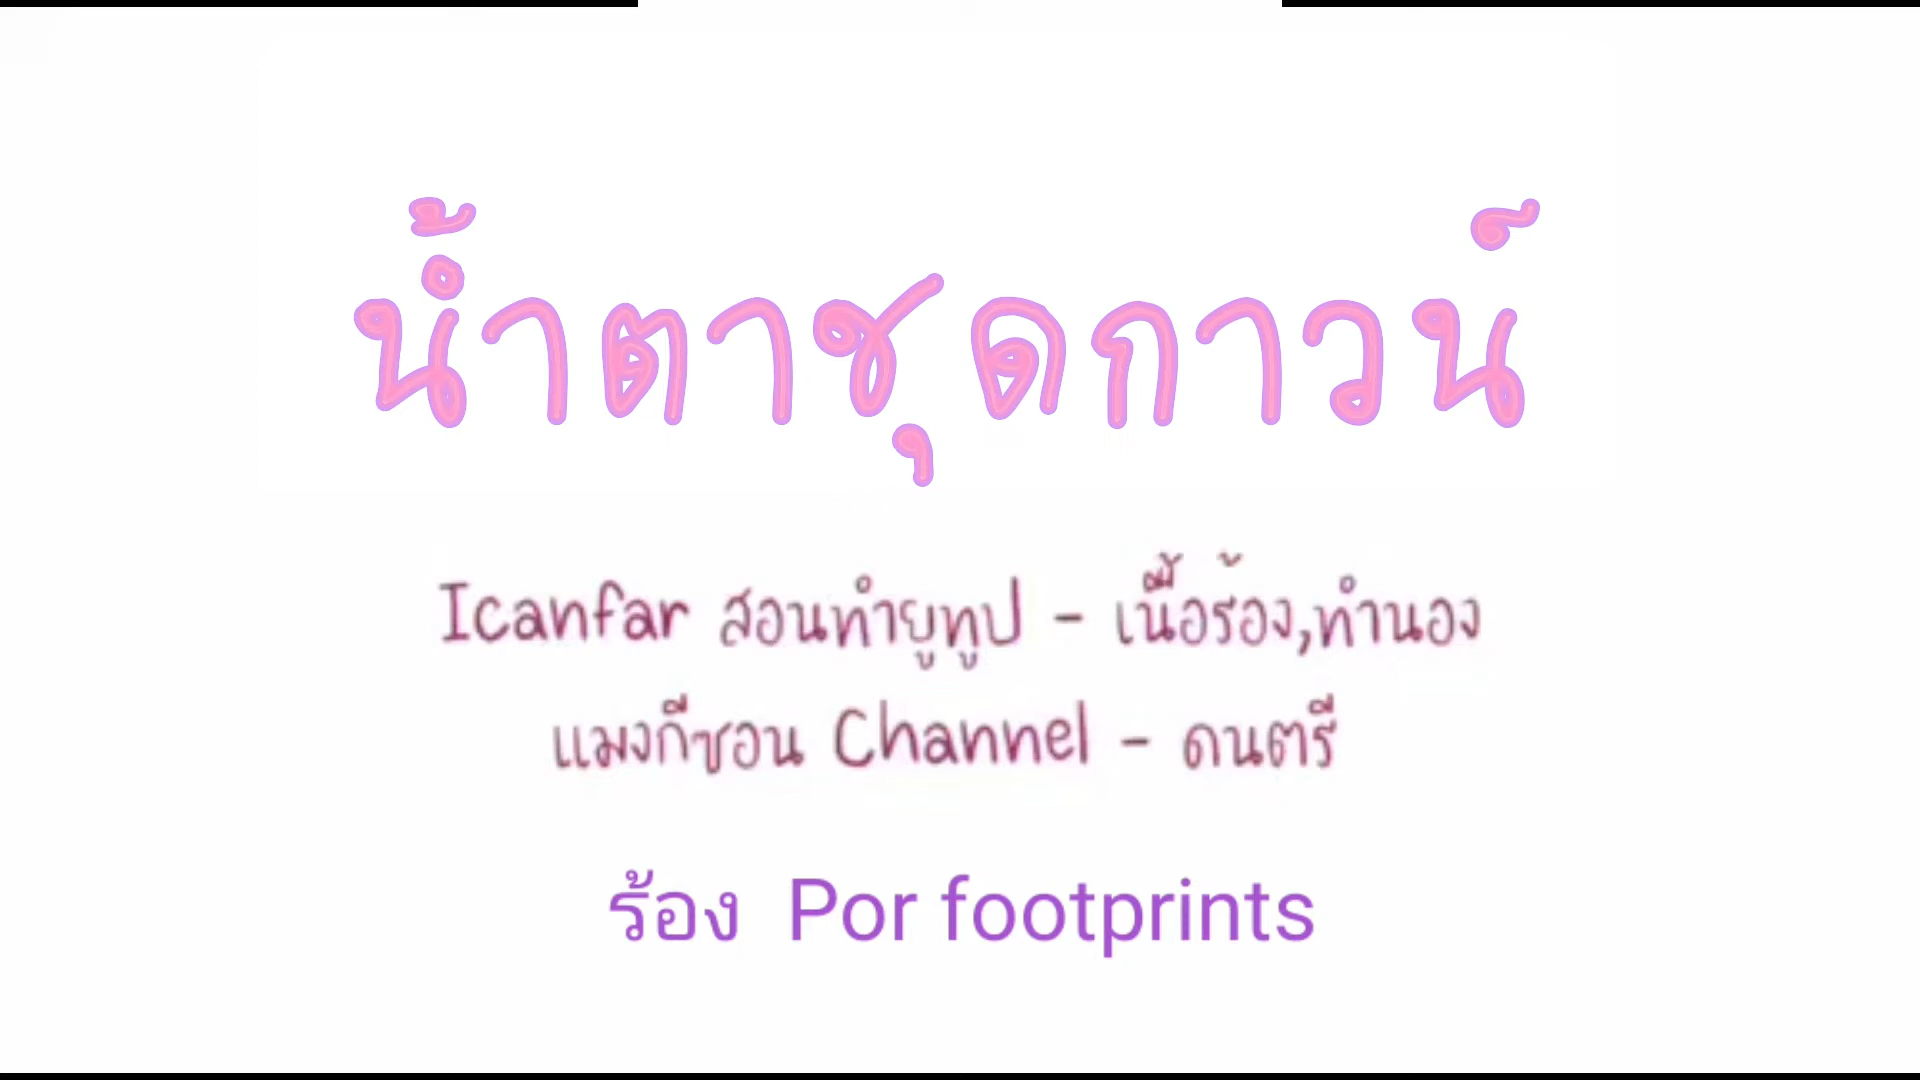 น้ำตาชุดกาวน์
Icanfar สอนทำยูทูป - เนื้อร้อง,ทำนอง
แมงกีซอน Channel - ดนตรี
ร้อง Por footprints